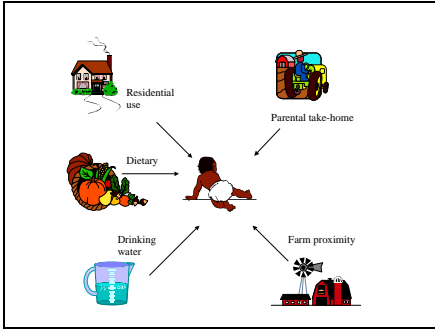 Residential
use
Parental take-home
Dietary
Drinking
water
Farm proximity